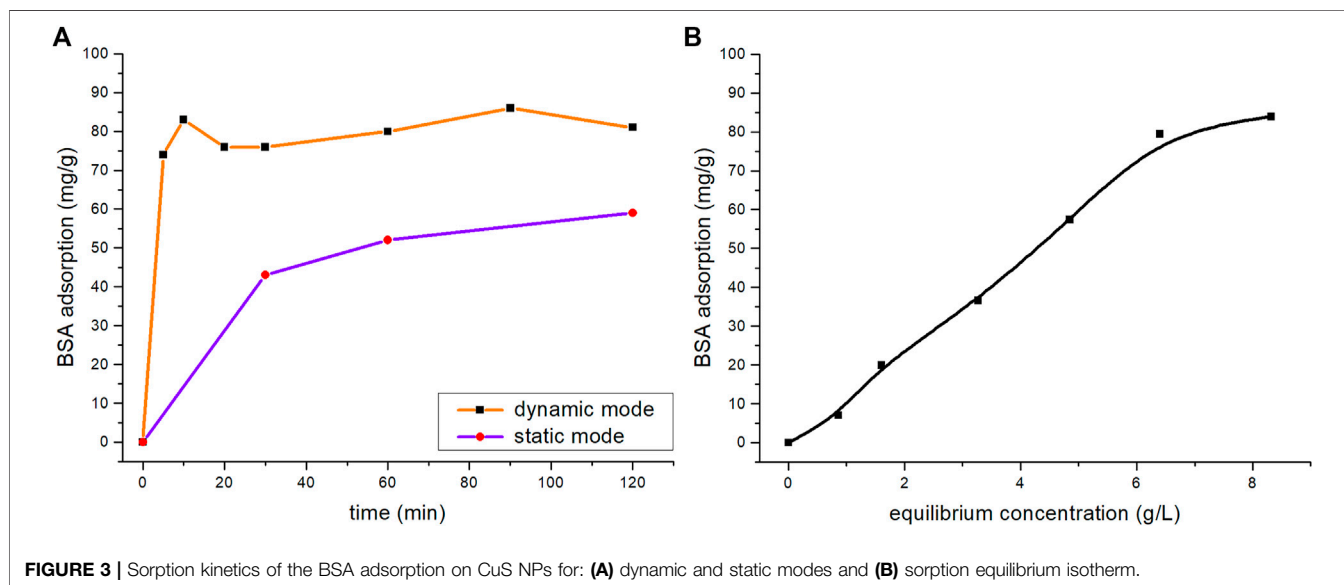 A
100
90
80
70
60
50
40
30
20
10
0
BSA adsorption (mg/g)
dynamic mode
static mode
0 20 40 60 80 100 120
time (min)
B
100
90
80
70
60
50
40
30
20
10
0
BSA adsorption (mg/g)
0 2 4 6 8
equilibrium concentration (g/L)
FIGURE 3 | Sorption kinetics of the BSA adsorption on CuS NPs for: (A) dynamic and static modes and (B) sorption equilibrium isotherm.